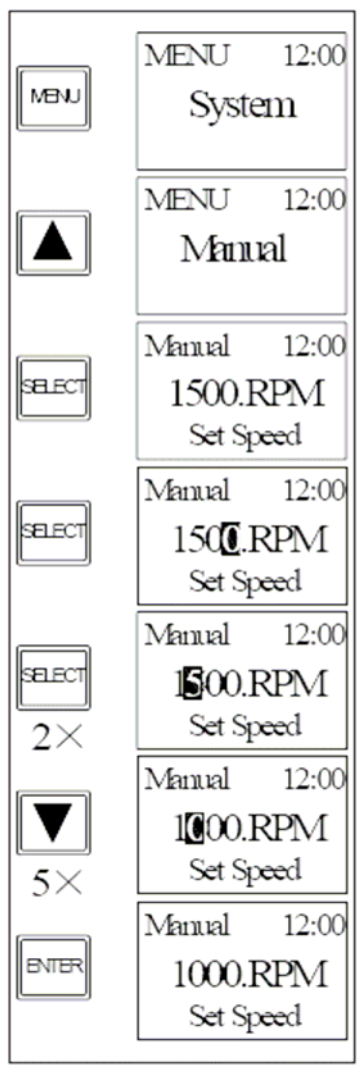 MENU
MENU 12:00
System
MENU 12:00
Manual
SELECT
Manual 12:00
1500.RPM
Set Speed
SELECT
Manual 12:00
1500.RPM
Set Speed
SELECT
2×
Manual 12:00
1500.RPM
Set Speed
5×
Manual 12:00
1000.RPM
Set Speed
ENTER
Manual 12:00
1000.RPM
Set Speed